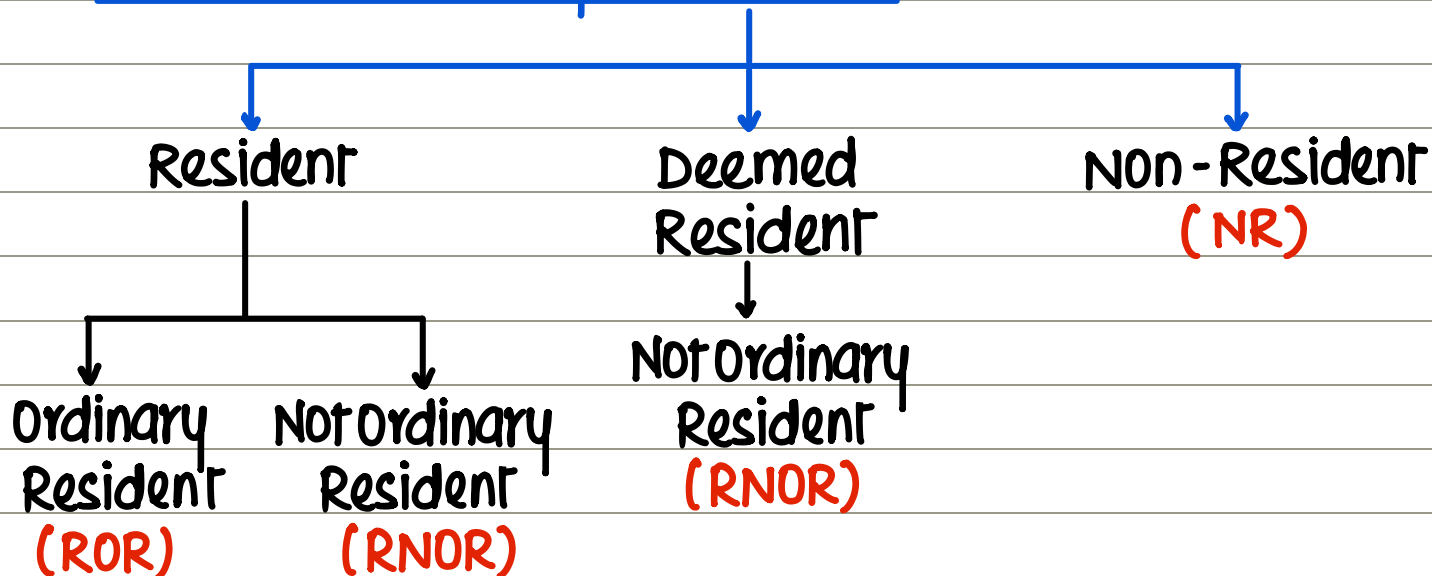 Resident
Deemed
Resident
Non-Resident
(NR)
Ordinary
Resident
(ROR)
Not Ordinary
Resident
(RNOR)
Not Ordinary
Resident
(RNOR)